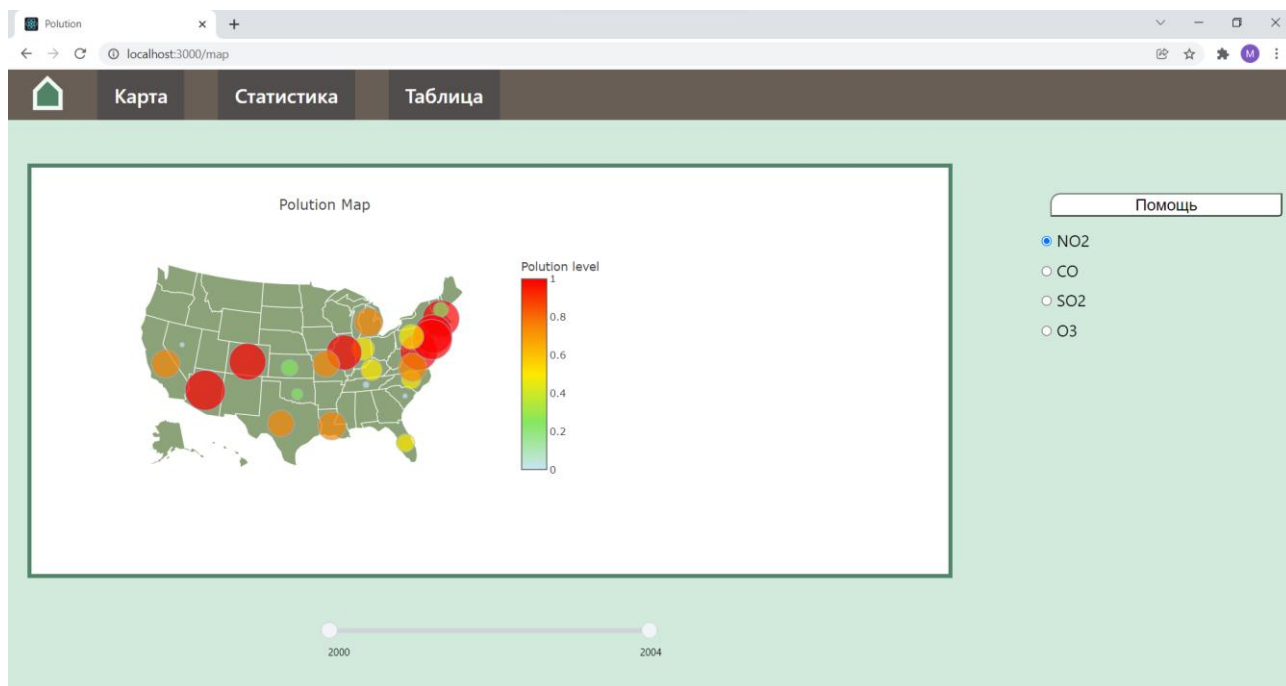 Polution
localhost:3000/map
M
Карта
Статистика
Таблица
Polution Map
Polution level
1
0.8
0.6
0.4
0.2
0
Помощь
NO2
CO
SO2
O3
2000
2004